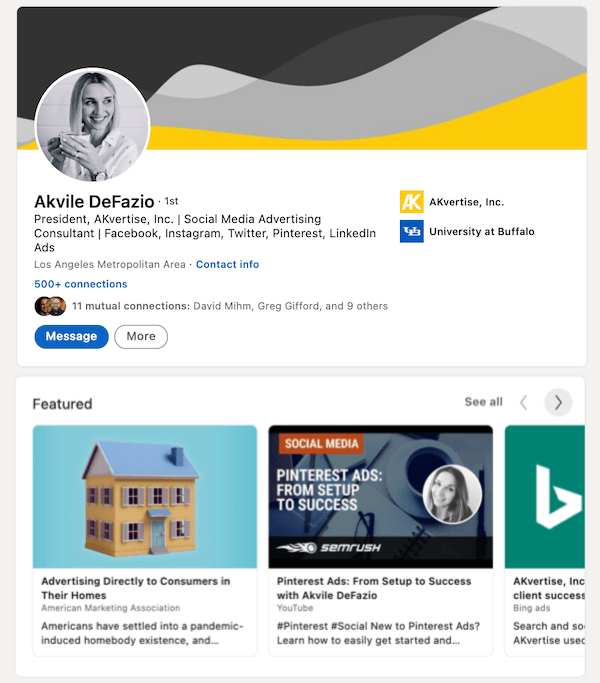 Akvile DeFazio · 1st
President, AKvertise, Inc. | Social Media Advertising
Consultant | Facebook, Instagram, Twitter, Pinterest, LinkedIn
Ads
Los Angeles Metropolitan Area · Contact info
500+ connections
11 mutual connections: David Mihm, Greg Gifford, and 9 others
Message
More
AK
AKvertise, Inc.
UB
University at Buffalo
Featured
See all
Advertising Directly to Consumers in
Their Homes
American Marketing Association
Americans have settled into a pandemic-
induced homebody existence, and...
SOCIAL MEDIA
PINTEREST ADS:
FROM SETUP
TO SUCCESS
semrush
Pinterest Ads: From Setup to Success
with Akvile DeFazio
YouTube
#Pinterest #Social New to Pinterest Ads?
Learn how to easily get started and...
AKvertise, Inc
client success
Bing ads
Search and so
AKvertise used